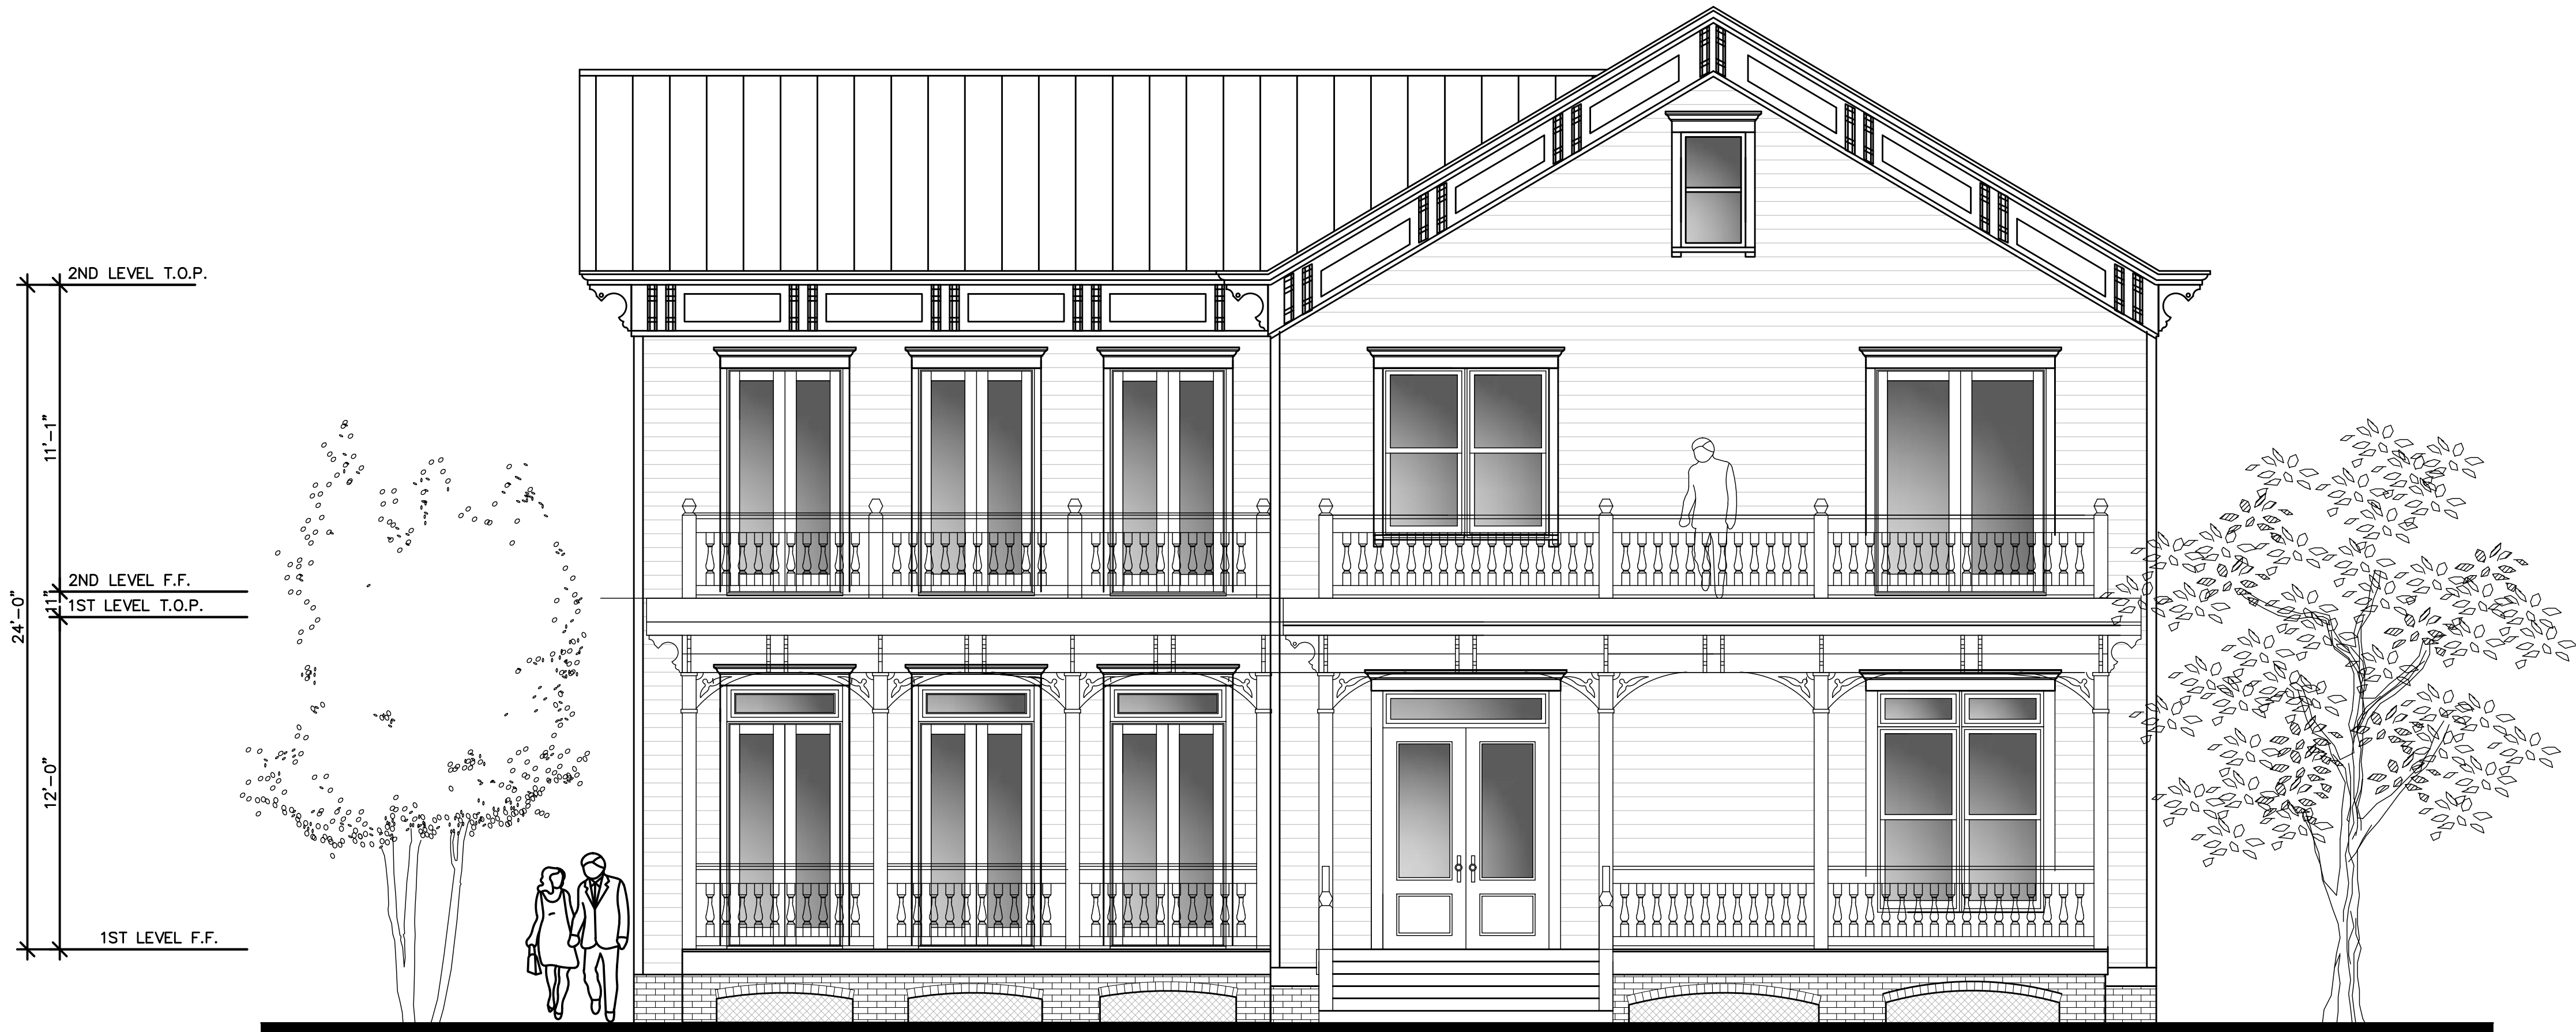 2ND LEVEL T.O.P.
11'-1"
2ND LEVEL F.F.
11"
1ST LEVEL T.O.P.
24'-0"
12'-0"
1ST LEVEL F.F.